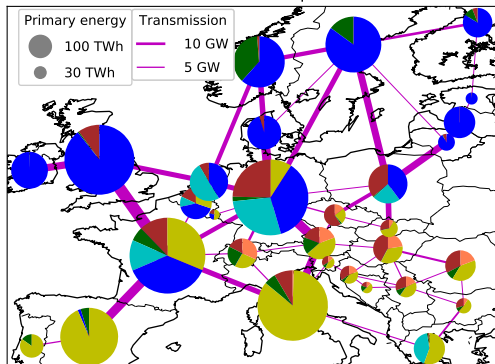 Primary energy
100 TWh
30 TWh
Transmission
10 GW
5 GW